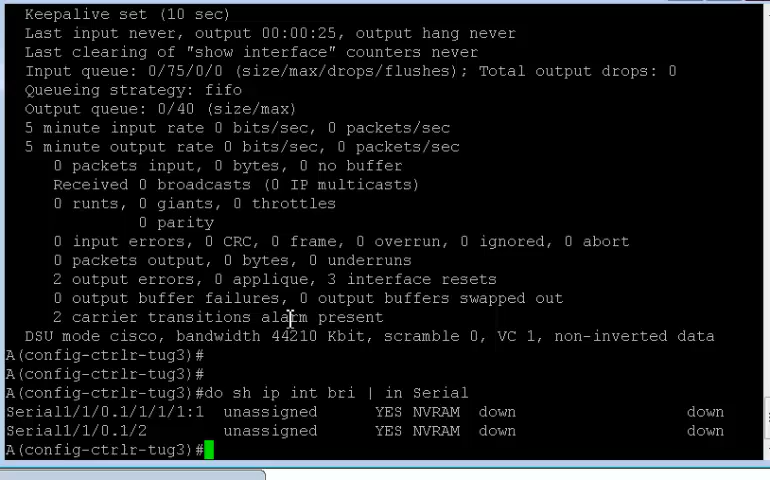 Keepalive set (10 sec)
Last input never, output 00:00:25, output hang never
Last clearing of "show interface" counters never
Input queue: 0/75/0/0 (size/max/drops/flushes); Total output drops: 0
Queueing strategy: fifo
Output queue: 0/40 (size/max)
5 minute input rate 0 bits/sec, 0 packets/sec
5 minute output rate 0 bits/sec, 0 packets/sec
0 packets input, 0 bytes, 0 no buffer
Received 0 broadcasts (0 IP multicasts)
0 runts, 0 giants, 0 throttles
0 parity
0 input errors, 0 CRC, 0 frame, 0 overrun, 0 ignored, 0 abort
0 packets output, 0 bytes, 0 underruns
2 output errors, 0 applique, 3 interface resets
0 output buffer failures, 0 output buffers swapped out
2 carrier transitions alarm present
DSU mode cisco, bandwidth 44210 Kbit, scramble 0, VC 1, non-inverted data
A(config-ctrlr-tug3)#
A(config-ctrlr-tug3)#
A(config-ctrlr-tug3)#do sh ip int bri | in Serial
Serial1/1/0.1/1/1/1:1 unassigned YES NVRAM down down
Serial1/1/0.1/2 unassigned YES NVRAM down down
A(config-ctrlr-tug3)#